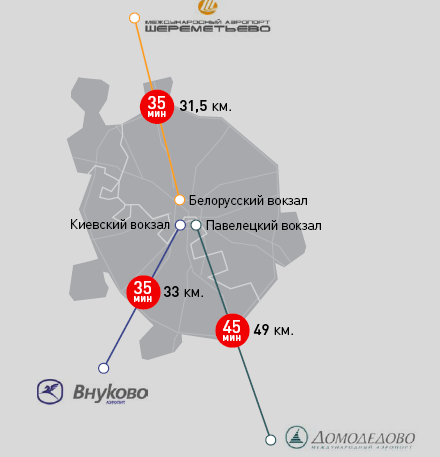 МЕЖДУНАРОДНЫЙ АЭРОПОРТ
ШЕРЕМЕТЬЕВО
35
мин
31,5 км.
Белорусский вокзал
Киевский вокзал
Павелецкий вокзал
35
мин
33 км.
45
мин
49 км.
Внуково
АЭРОПОРТ
ДОМОДЕДОВО
МЕЖДУНАРОДНЫЙ АЭРОПОРТ